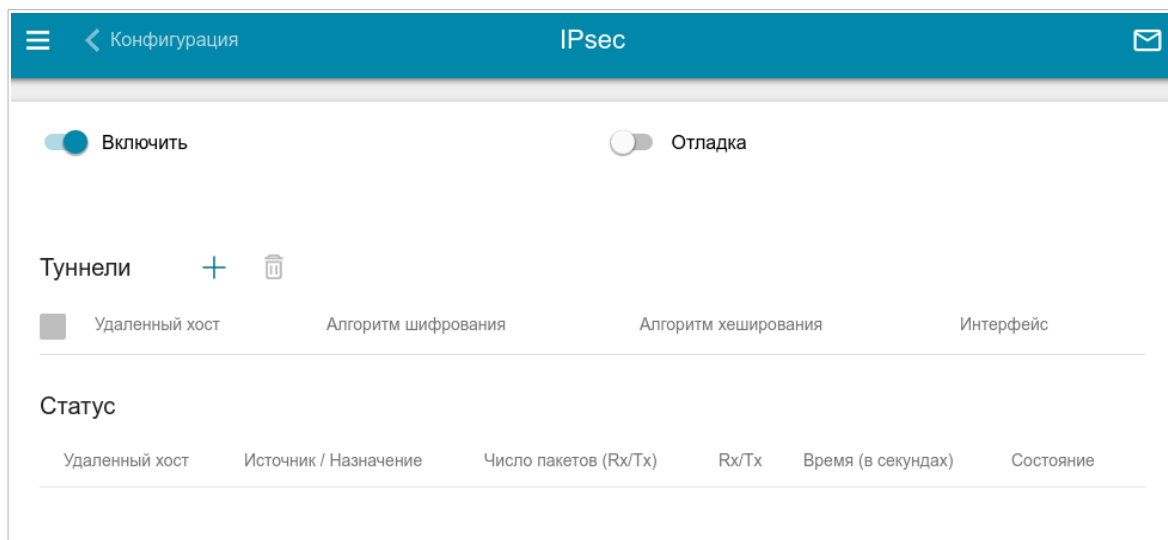 Конфигурация IPsec
Включить Отладка
Туннели
Удаленный хост Алгоритм шифрования Алгоритм хеширования Интерфейс
Статус
Удаленный хост Источник / Назначение Число пакетов (Rx/Tx) Rx/Tx Время (в секундах) Состояние